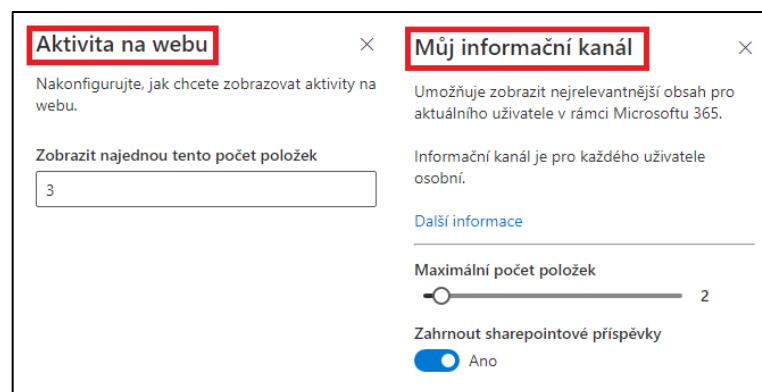 Aktivita na webu
Nakonfigurujte, jak chcete zobrazovat aktivity na
webu.
Zobrazit najednou tento počet položek
3
Můj informační kanál
Umožňuje zobrazit nejrelevantnější obsah pro
aktuálního uživatele v rámci Microsoftu 365.
Informační kanál je pro každého uživatele
osobní.
Další informace
Maximální počet položek
2
Zahrnout sharepointové příspěvky
Ano